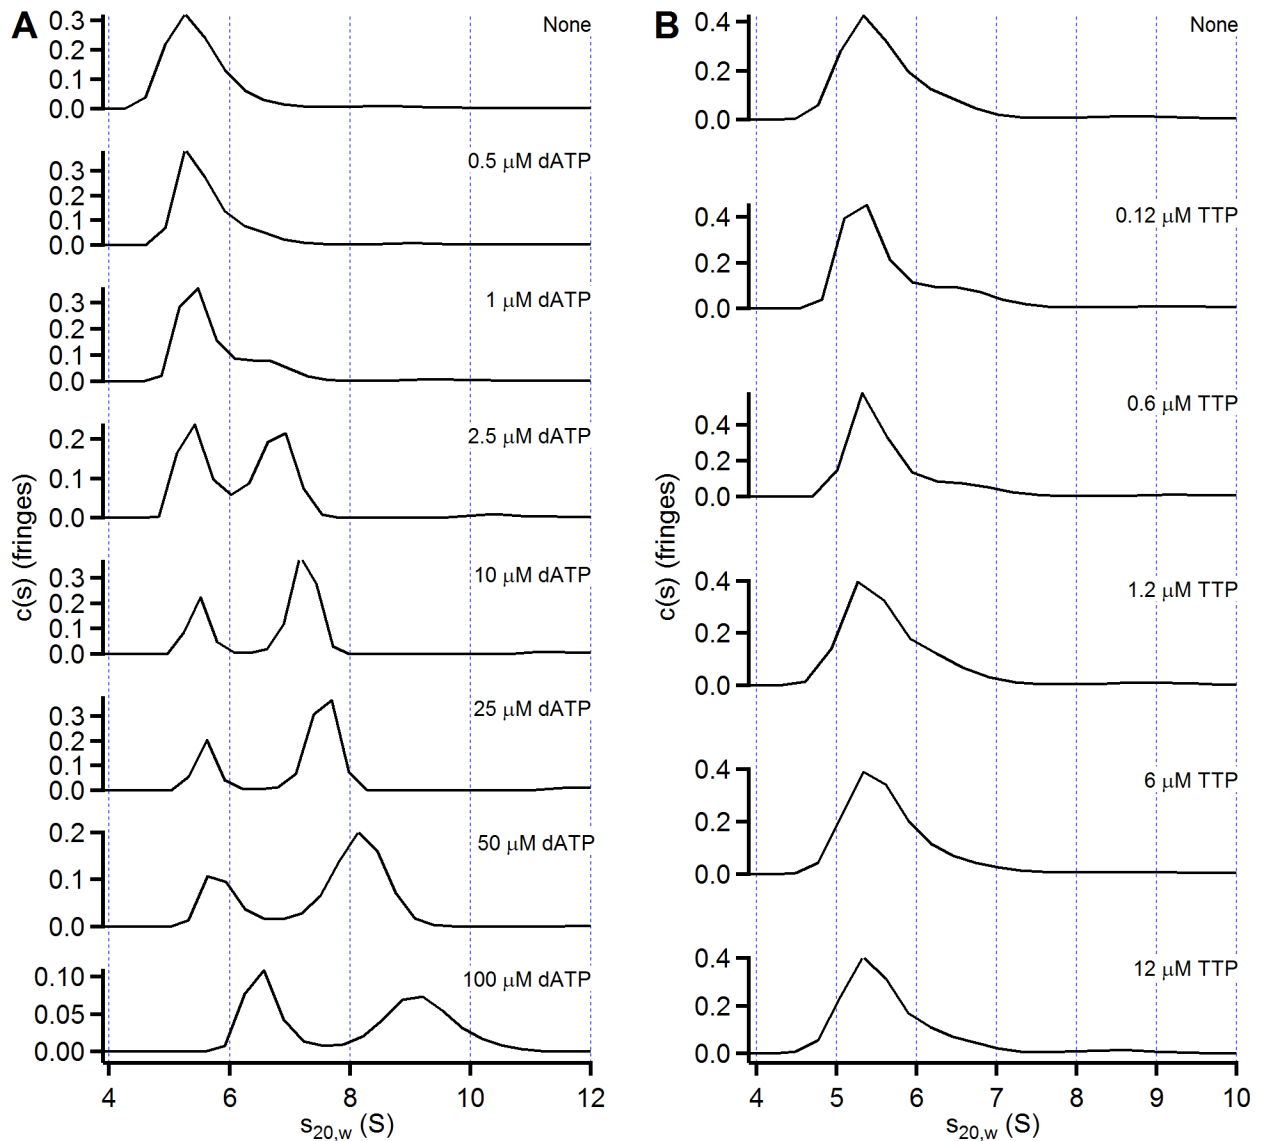 A
c(s) (fringes)
None
0.3
0.2
0.1
0.0
0.5 μM dATP
0.3
0.2
0.1
0.0
1 μM dATP
0.3
0.2
0.1
0.0
2.5 μM dATP
0.2
0.1
0.0
10 μM dATP
0.3
0.2
0.1
0.0
25 μM dATP
0.3
0.2
0.1
0.0
50 μM dATP
0.2
0.1
0.0
100 μM dATP
0.10
0.05
0.00
4 6 8 10 12
s20,w (S)
B
c(s) (fringes)
None
0.4
0.2
0.0
0.12 μM TTP
0.4
0.2
0.0
0.6 μM TTP
0.4
0.2
0.0
1.2 μM TTP
0.4
0.2
0.0
6 μM TTP
0.4
0.2
0.0
12 μM TTP
0.4
0.2
0.0
4 5 6 7 8 9 10
s20,w (S)